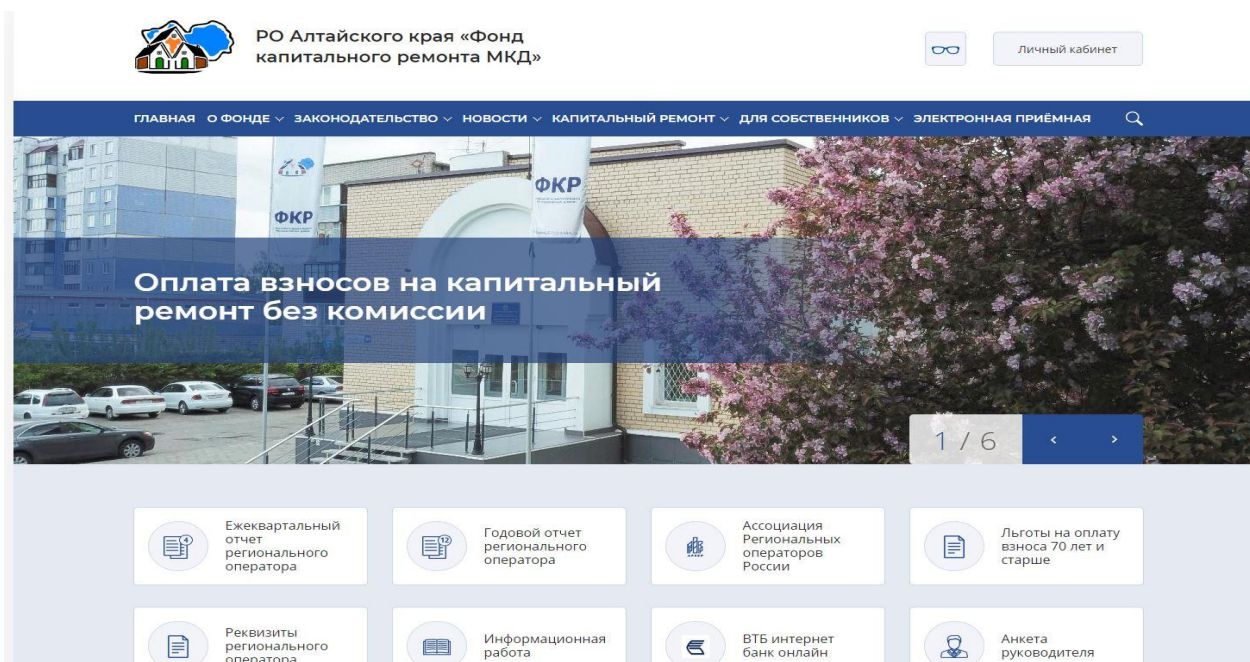 РО Алтайского края «Фонд
капитального ремонта МКД»
Личный кабинет
ГЛАВНАЯ О ФОНДЕ ЗАКОНОДАТЕЛЬСТВО НОВОСТИ КАПИТАЛЬНЫЙ РЕМОНТ ДЛЯ СОБСТВЕННИКОВ ЭЛЕКТРОННАЯ ПРИЁМНАЯ
ФКР
ФКР
Оплата взносов на капитальный
ремонт без комиссии
1 / 6
Ежеквартальный
отчет
регионального
оператора
4
Годовой отчет
регионального
оператора
12
Ассоциация
Региональных
операторов
России
Льготы на оплату
взноса 70 лет и
старше
Реквизиты
регионального
оператора
Информационная
работа
ВТБ интернет
банк онлайн
Анкета
руководителя